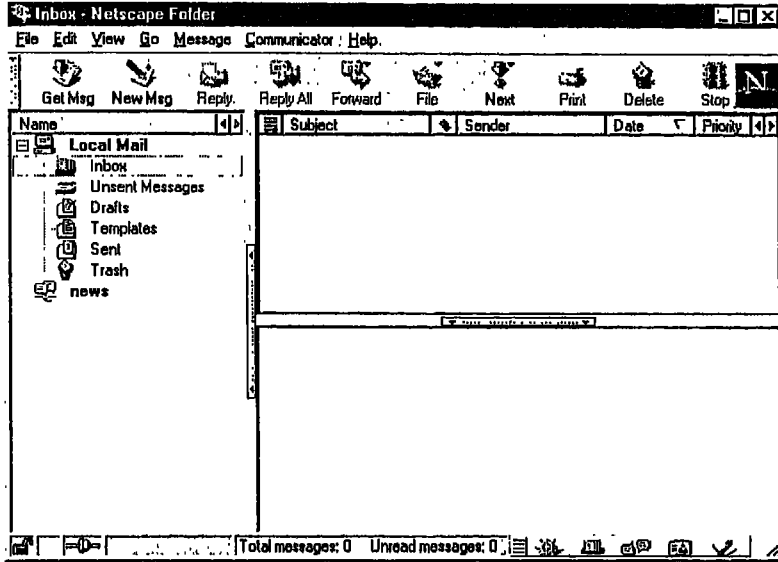 Inbox - Netscape Folder
File Edit View Go Message Communicator Help
Get Msg New Msg Reply Reply All Forward File Next Print Delete Stop N
Name Subject Sender Date Priority
Local Mail
Inbox
Unsent Messages
Drafts
Templates
Sent
Trash
news
Total messages: 0 Unread messages: 0